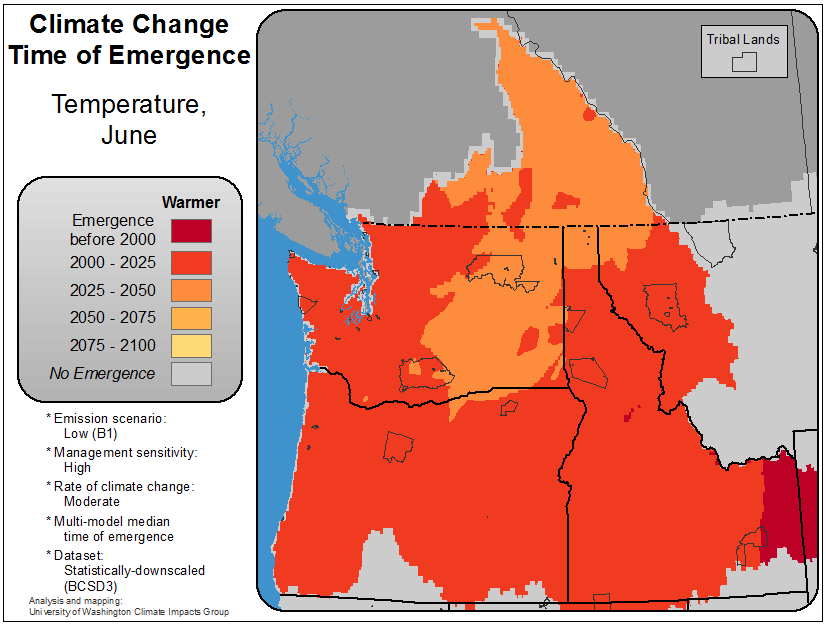 Climate Change
Time of Emergence
Temperature,
June
Warmer
Emergence
before 2000
2000 - 2025
2025 - 2050
2050 - 2075
2075 - 2100
No Emergence
* Emission scenario:
Low (B1)
* Management sensitivity:
High
* Rate of climate change:
Moderate
* Multi-model median
time of emergence
* Dataset:
Statistically-downscaled
(BCSD3)
Analysis and mapping:
University of Washington Climate Impacts Group
Tribal Lands